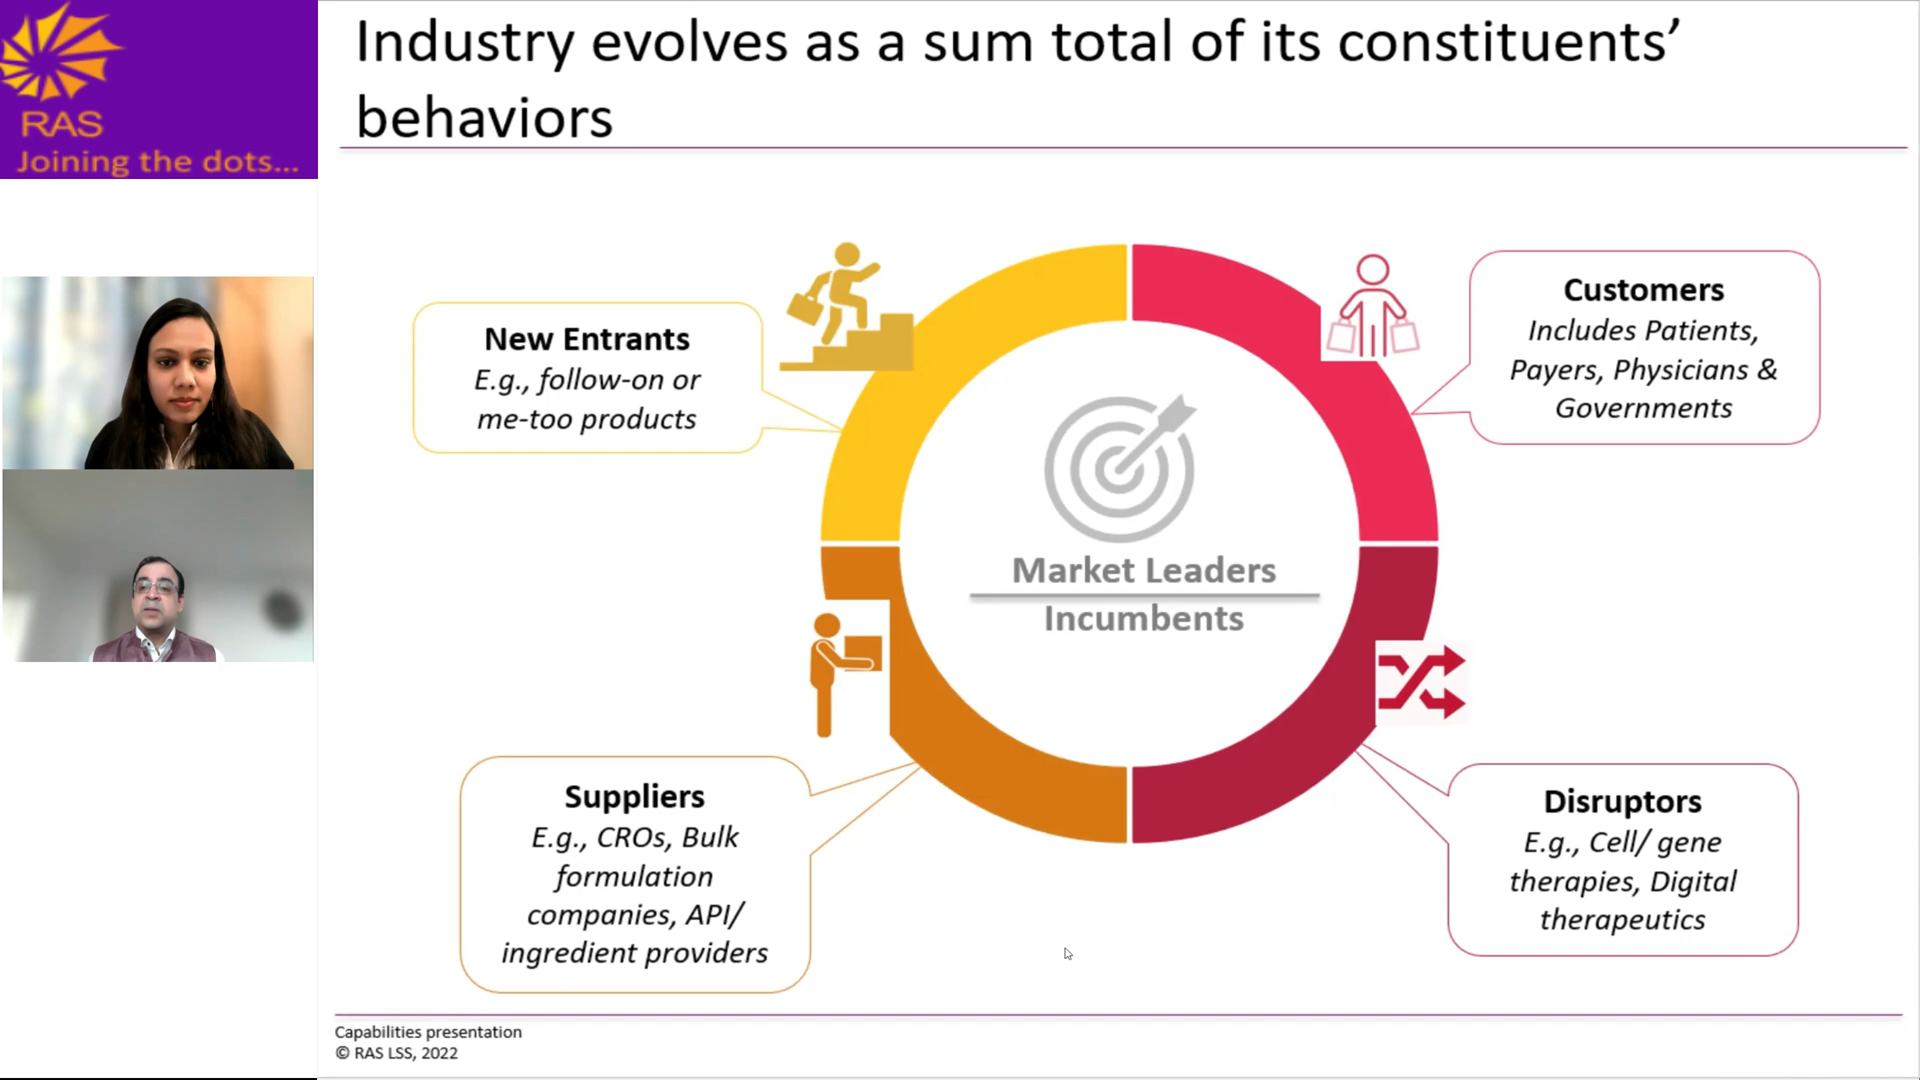 RAS
Joining the dots...
Industry evolves as a sum total of its constituents’
behaviors
New Entrants
E.g., follow-on or
me-too products
Customers
Includes Patients,
Payers, Physicians &
Governments
Market Leaders
Incumbents
Suppliers
E.g., CROs, Bulk
formulation
companies, API/
ingredient providers
Disruptors
E.g., Cell/ gene
therapies, Digital
therapeutics
Capabilities presentation
© RAS LSS, 2022